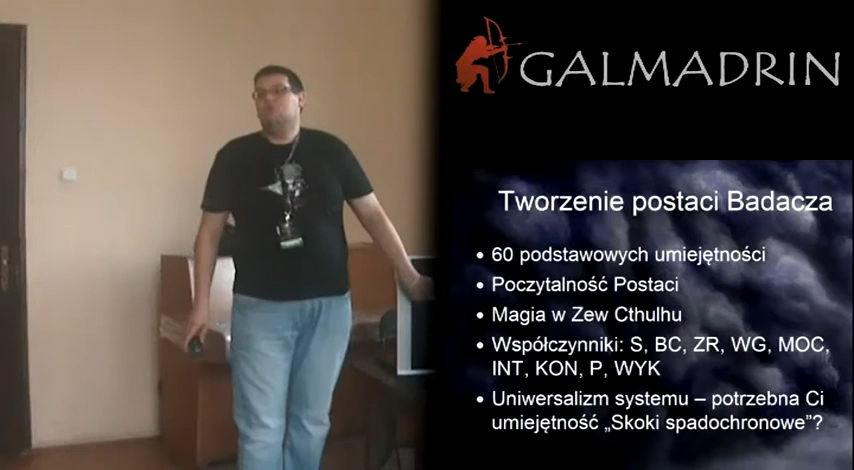 GALMADRIN
Tworzenie postaci Badacza
• 60 podstawowych umiejętności
• Poczytalność Postaci
• Magia w Zew Cthulhu
• Współczynniki: S, BC, ZR, WG, MOC,
INT, KON, P, WYK
• Uniwersalizm systemu – potrzebna Ci
umiejętność „Skoki spadochronowe”?